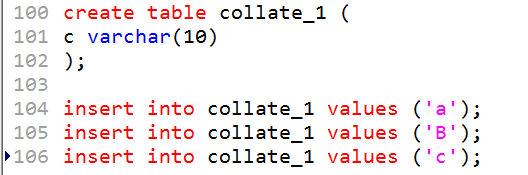 100 create table collate_1 (
101 c varchar(10)
102 );
103
104 insert into collate_1 values ('a');
105 insert into collate_1 values ('B');
106 insert into collate_1 values ('c');